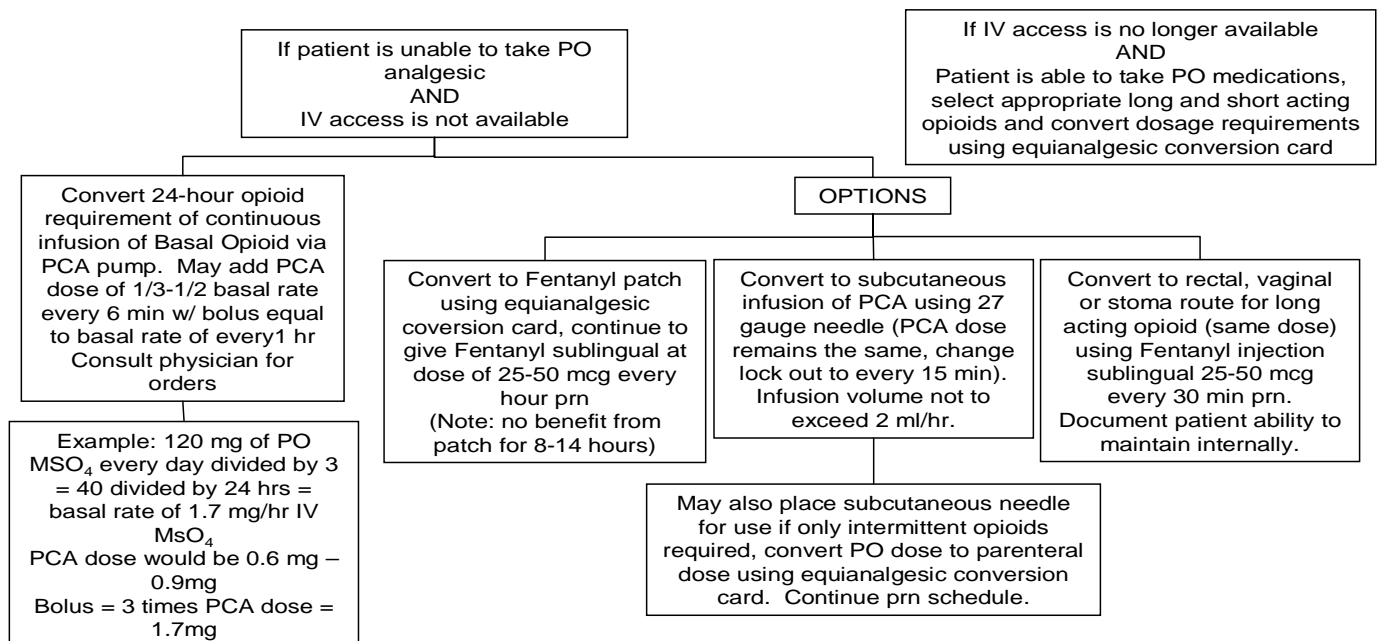 If patient is unable to take PO
analgesic
AND
IV access is not available
If IV access is no longer available
AND
Patient is able to take PO medications,
select appropriate long and short acting
opioids and convert dosage requirements
using equianalgesic conversion card
Convert 24-hour opioid
requirement of continuous
infusion of Basal Opioid via
PCA pump.  May add PCA
dose of 1/3-1/2 basal rate
every 6 min w/ bolus equal
to basal rate of every1 hr
Consult physician for
orders
Example: 120 mg of PO
MSO₄ every day divided by 3
= 40 divided by 24 hrs =
basal rate of 1.7 mg/hr IV
MsO₄
PCA dose would be 0.6 mg –
0.9mg
Bolus = 3 times PCA dose =
1.7mg
OPTIONS
Convert to Fentanyl patch
using equianalgesic
coversion card, continue to
give Fentanyl sublingual at
dose of 25-50 mcg every
hour prn
(Note: no benefit from
patch for 8-14 hours)
Convert to subcutaneous
infusion of PCA using 27
gauge needle (PCA dose
remains the same, change
lock out to every 15 min).
Infusion volume not to
exceed 2 ml/hr.
Convert to rectal, vaginal
or stoma route for long
acting opioid (same dose)
using Fentanyl injection
sublingual 25-50 mcg
every 30 min prn.
Document patient ability to
maintain internally.
May also place subcutaneous needle
for use if only intermittent opioids
required, convert PO dose to parenteral
dose using equianalgesic conversion
card.  Continue prn schedule.